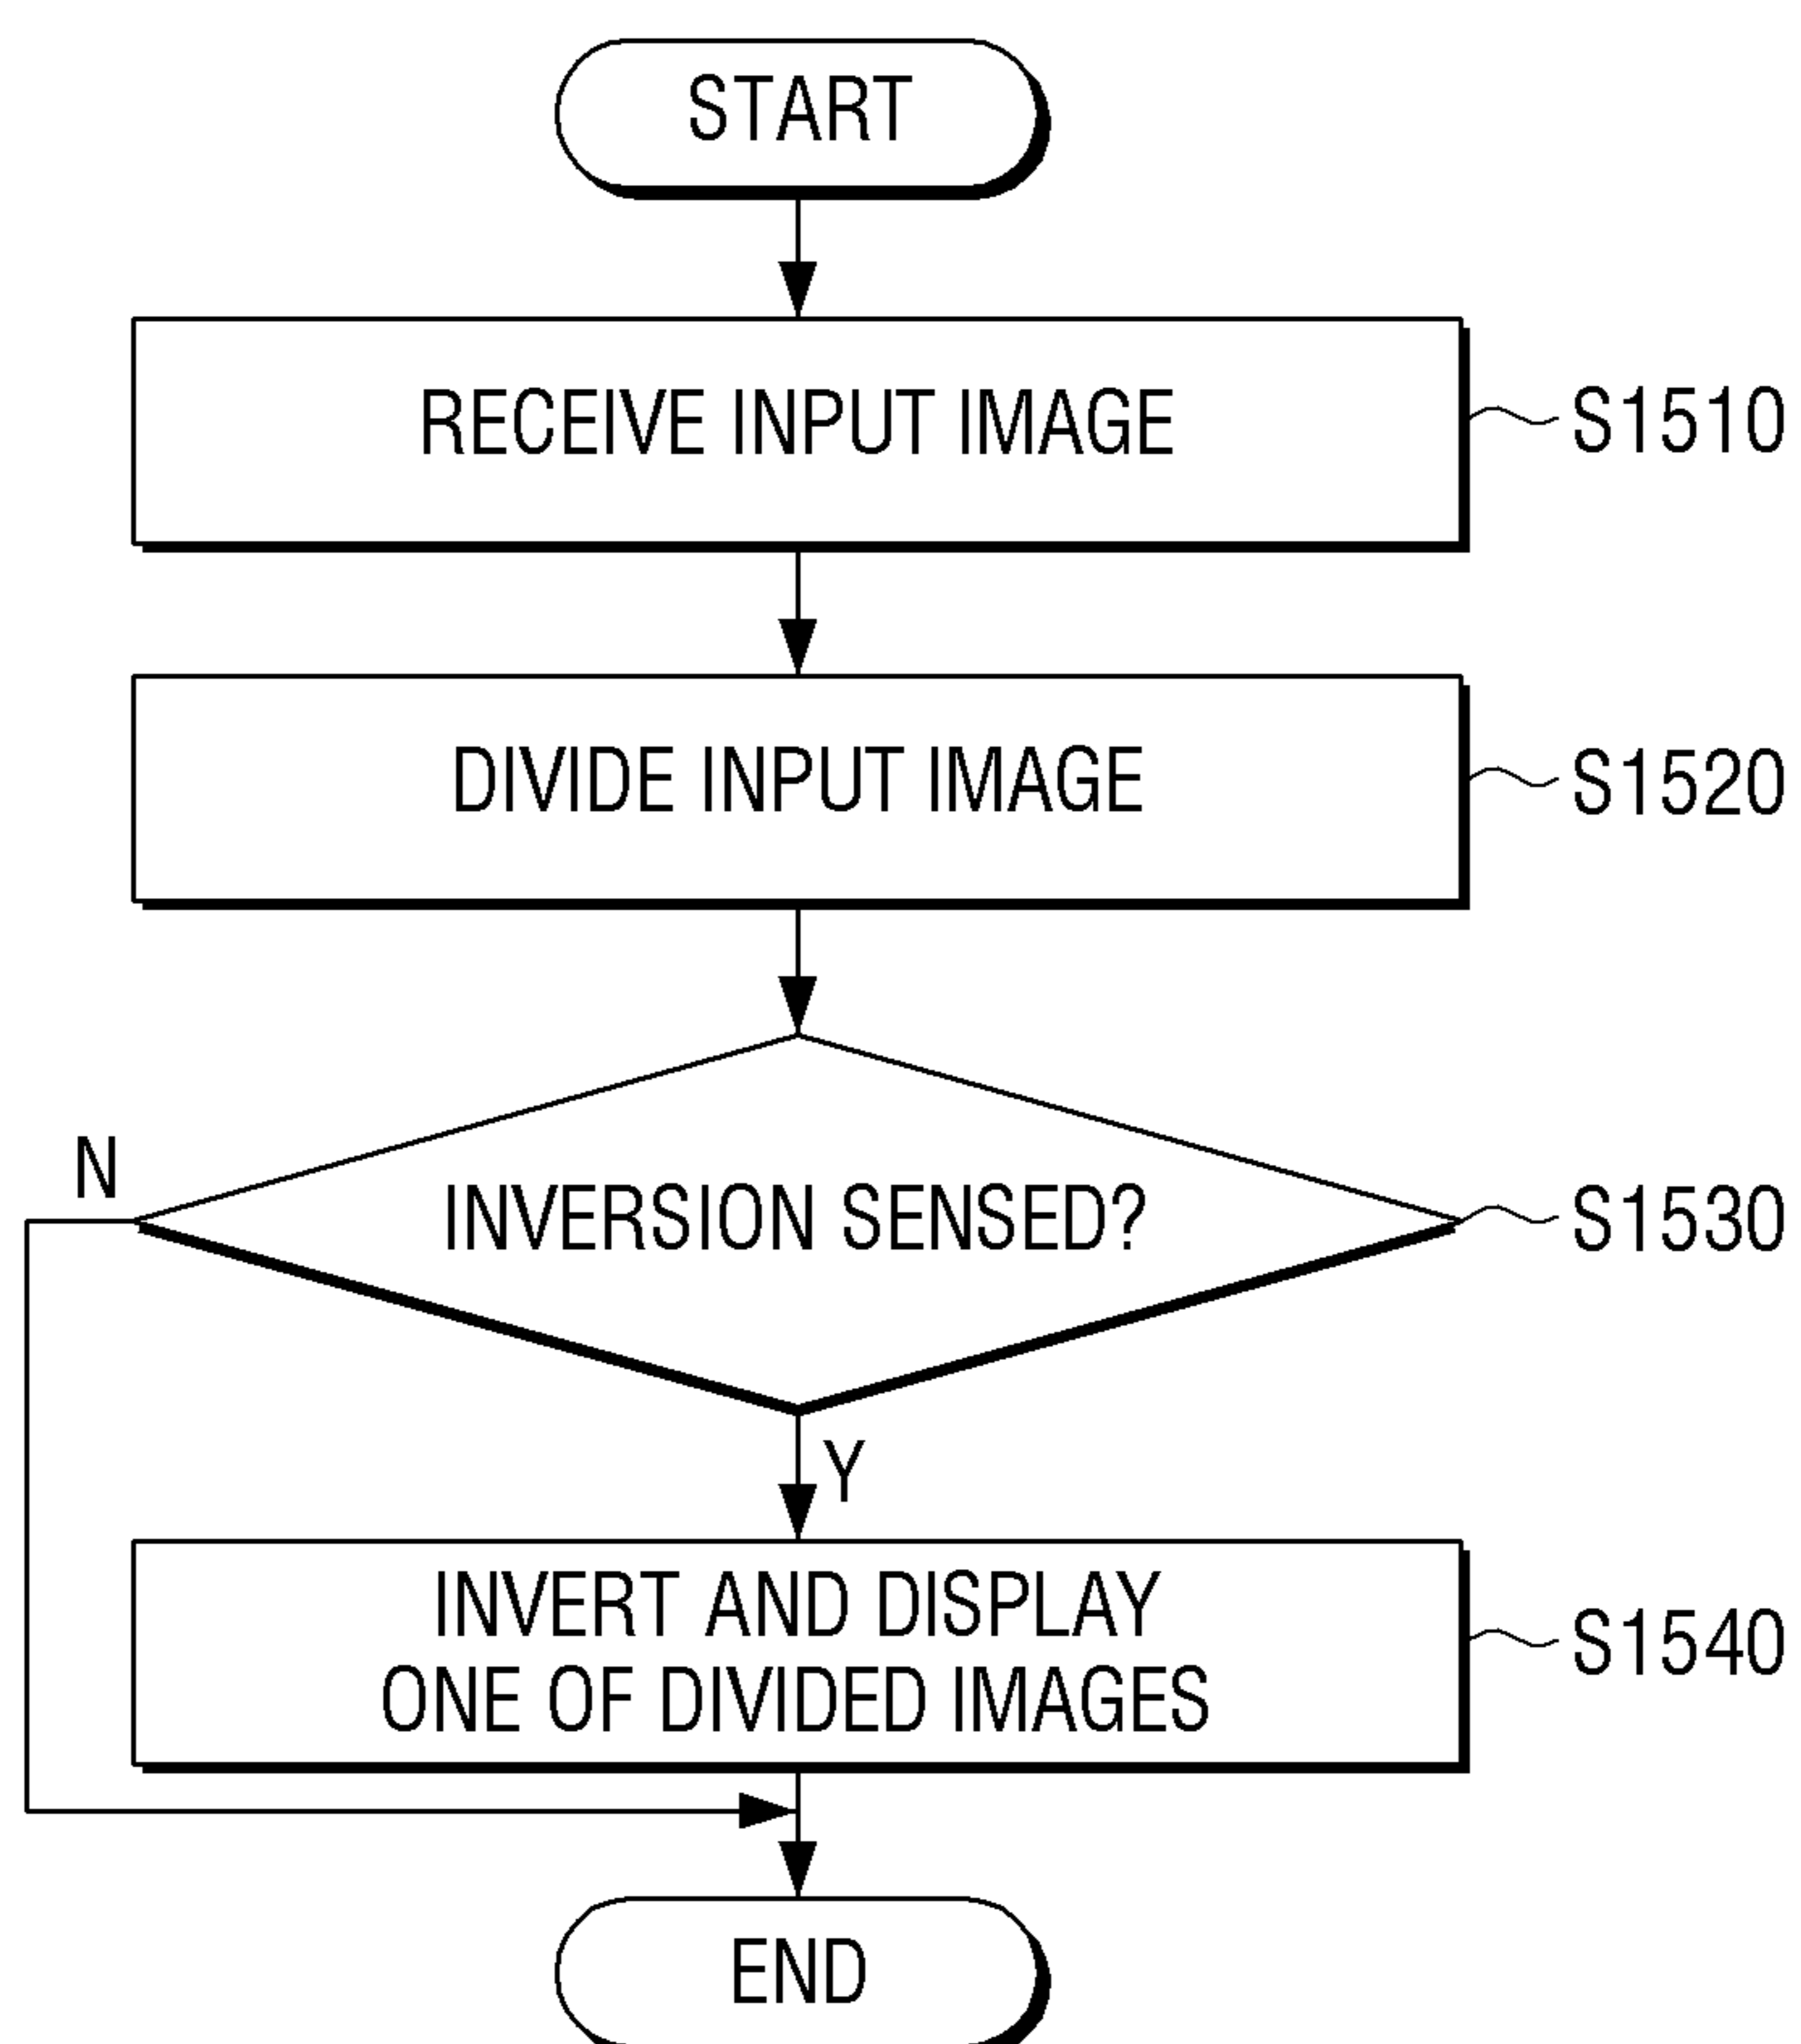 START
RECEIVE INPUT IMAGE
S1510
DIVIDE INPUT IMAGE
S1520
N
INVERSION SENSED?
S1530
Y
INVERT AND DISPLAY
ONE OF DIVIDED IMAGES
S1540
END